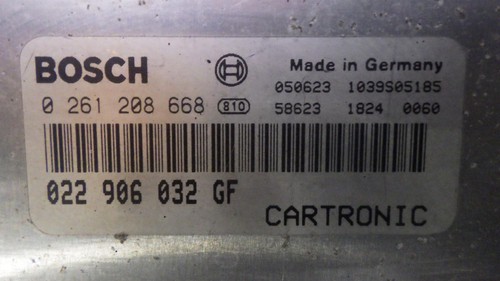 BOSCH
Made in Germany
050623 1039S05185
0 261 208 668 810 58623 1824 0060
022 906 032 GF
CARTRONIC